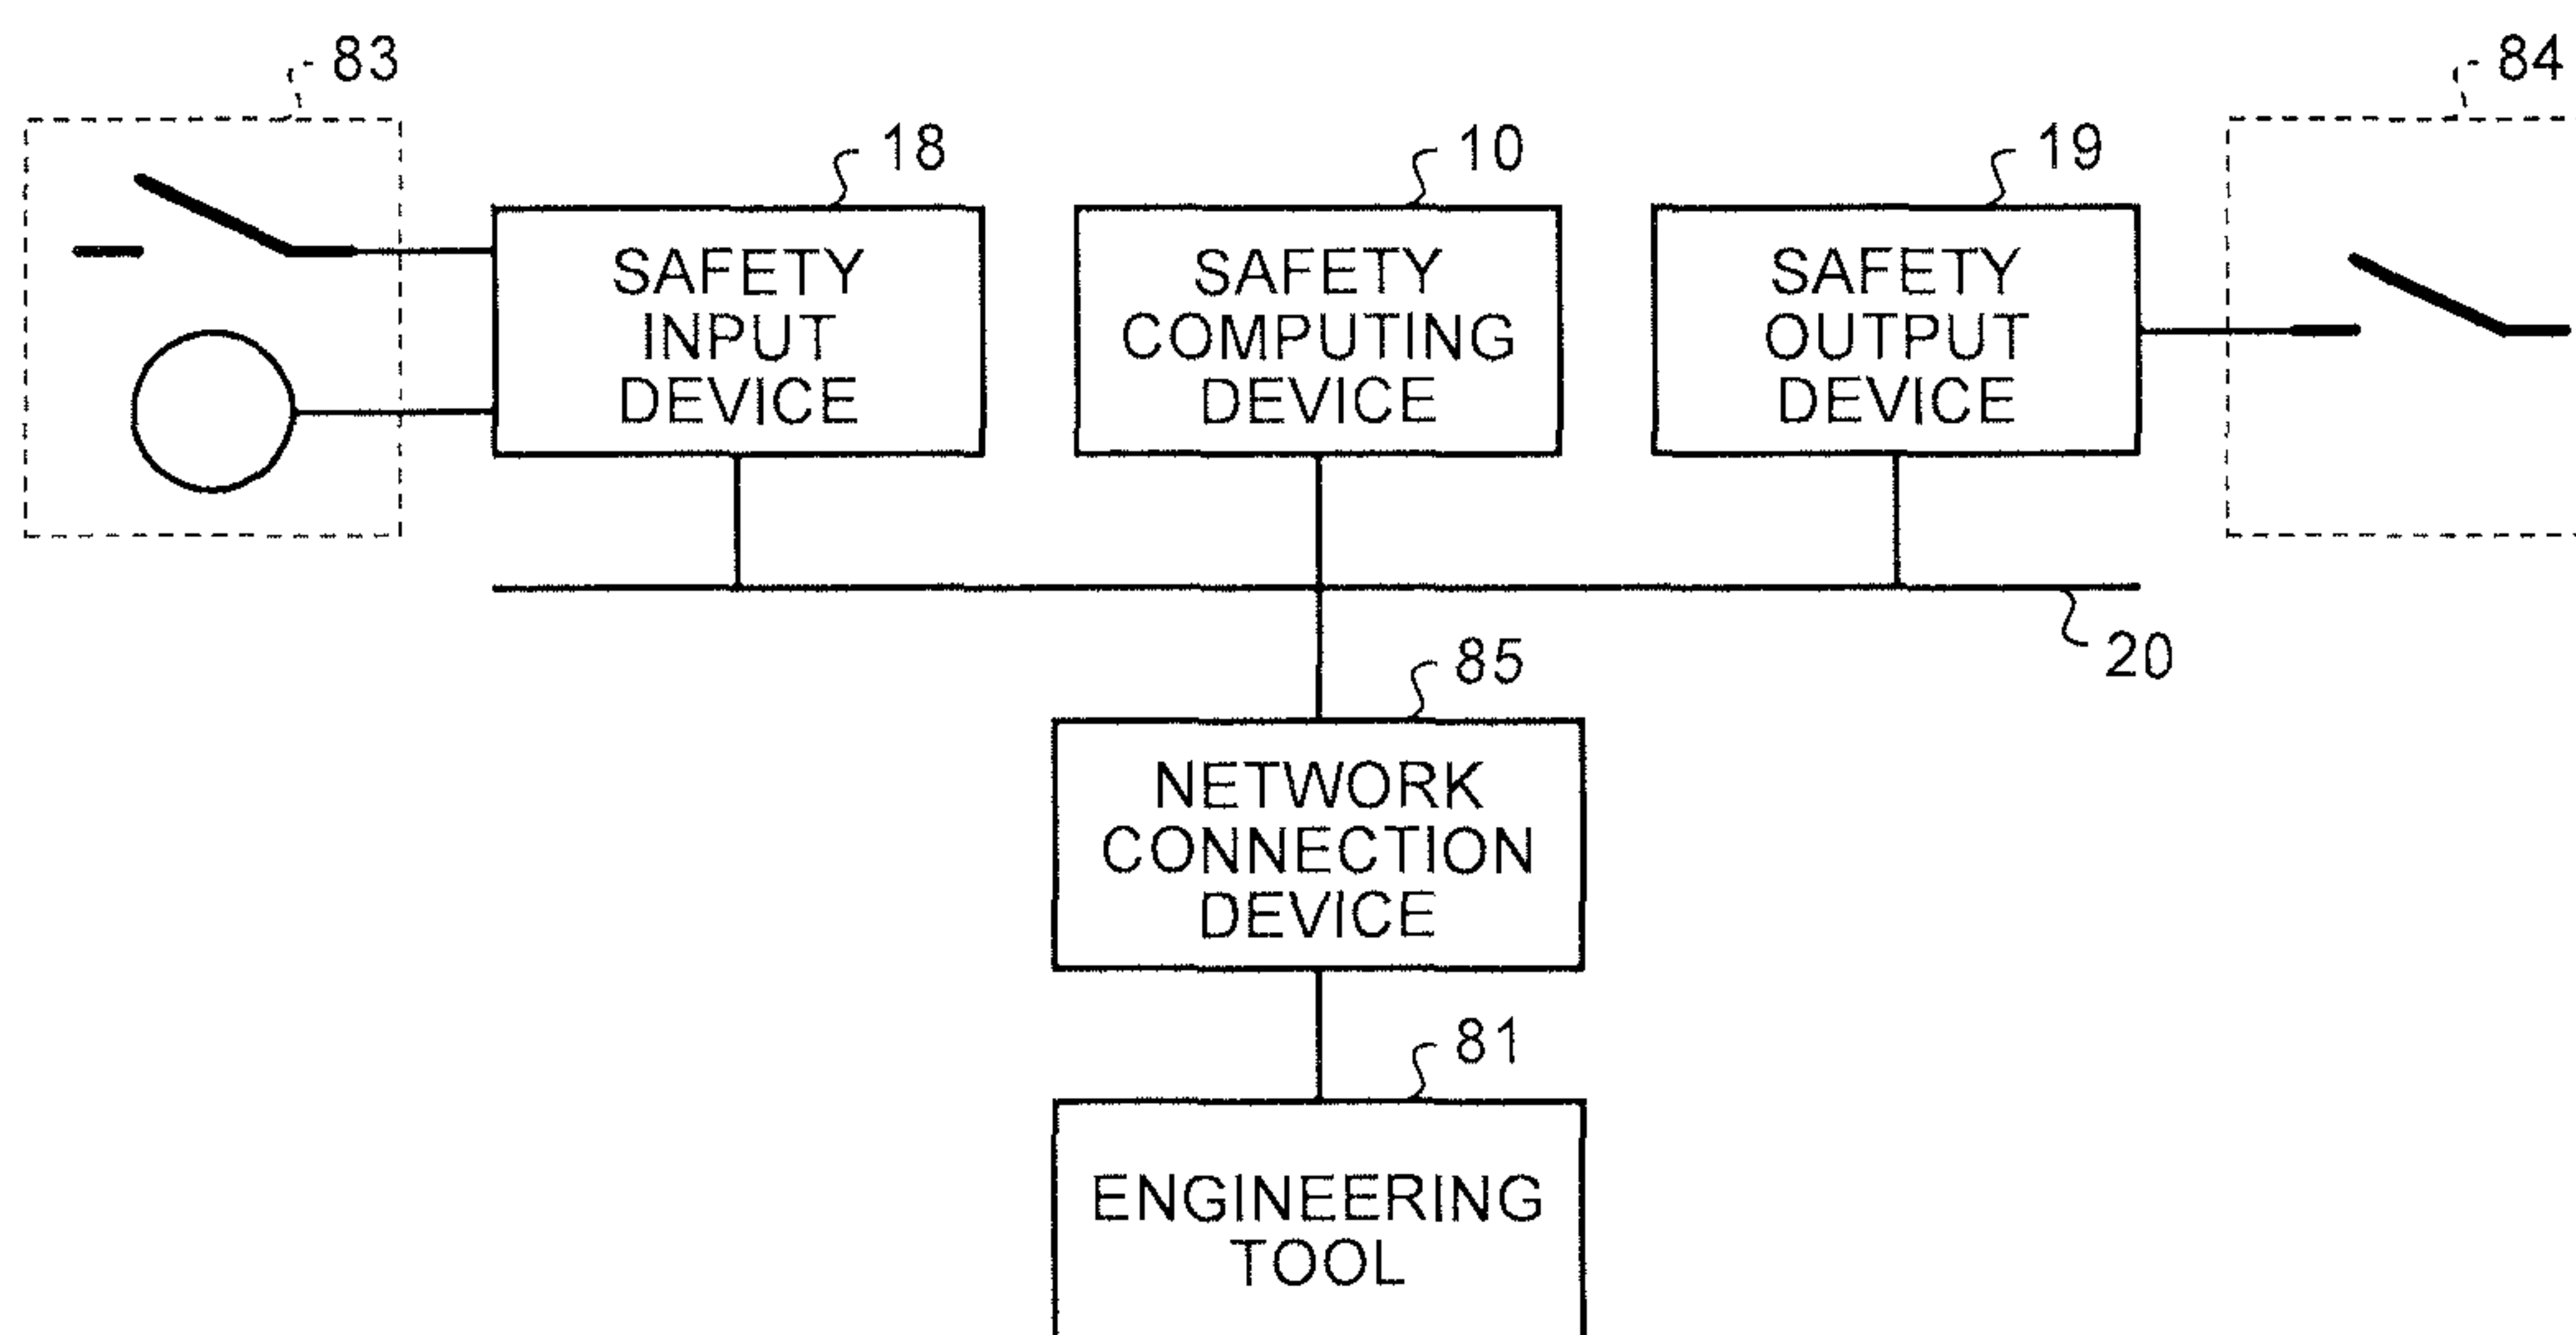 83
84
18
10
19
SAFETY
INPUT
DEVICE
SAFETY
COMPUTING
DEVICE
SAFETY
OUTPUT
DEVICE
20
85
NETWORK
CONNECTION
DEVICE
81
ENGINEERING
TOOL